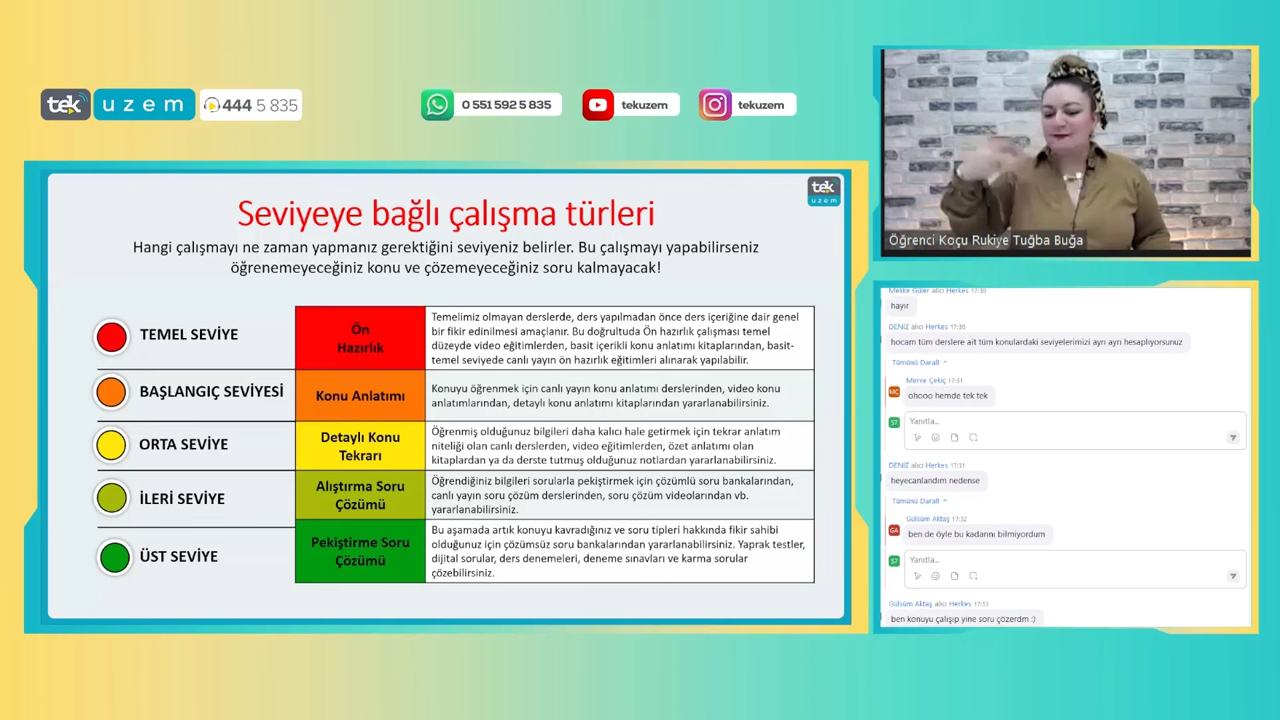 tek
uzem
444 5 835
0 551 592 5 835
tekuzem
tekuzem
tek
uzem
Seviyeye bağlı çalışma türleri
Hangi çalışmayı ne zaman yapmanız gerektiğini seviyeniz belirler. Bu çalışmayı yapabilirseniz
öğrenemeyeceğiniz konu ve çözemeyeceğiniz soru kalmayacak!
TEMEL SEVİYE
Ön
Hazırlık
Temelimiz olmayan derslerde, ders yapılmadan önce ders içeriğine dair genel
bir fikir edinilmesi amaçlanır. Bu doğrultuda Ön hazırlık çalışması temel
düzeyde video eğitimlerden, basit içerikli konu anlatımı kitaplarından, basit-
temel seviyede canlı yayın ön hazırlık eğitimleri alınarak yapılabilir.
BAŞLANGIÇ SEVİYESİ
Konu Anlatımı
Konuyu öğrenmek için canlı yayın konu anlatımı derslerinden, video konu
anlatımlarından, detaylı konu anlatımı kitaplarından yararlanabilirsiniz.
ORTA SEVİYE
Detaylı Konu
Tekrarı
Öğrenmiş olduğunuz bilgileri daha kalıcı hale getirmek için tekrar anlatım
niteliği olan canlı derslerden, video eğitimlerden, özet anlatımı olan
kitaplardan ya da derste tutmuş olduğunuz notlardan yararlanabilirsiniz.
İLERİ SEVİYE
Alıştırma Soru
Çözümü
Öğrendiğiniz bilgileri sorularla pekiştirmek için çözümlü soru bankalarından,
canlı yayın soru çözüm derslerinden, soru çözüm videolarından vb.
yararlanabilirsiniz.
ÜST SEVİYE
Pekiştirme Soru
Çözümü
Bu aşamada artık konuyu kavradığınız ve soru tipleri hakkında fikir sahibi
olduğunuz için çözümsüz soru bankalarından yararlanabilirsiniz. Yaprak testler,
dijital sorular, ders denemeleri, deneme sınavları ve karma sorular
çözebilirsiniz.
Öğrenci Koçu Rukiye Tuğba Buğa
Melike Güler alıcı Herkes 17:30
hayır
DENİZ alıcı Herkes 17:30
hocam tüm derslere ait tüm konulardaki seviyelerimizi ayrı ayrı hesaplıyorsunuz
Tümünü Daralt
Merve Çekiç 17:31
MÇ
ohooo hemde tek tek
Yanıtla...
DENİZ alıcı Herkes 17:31
heyecanlandım nedense
Tümünü Daralt
Gülsüm Aktaş 17:32
GA
ben de öyle bu kadarını bilmiyordum
Yanıtla...
Gülsüm Aktaş alıcı Herkes 17:33
ben konuyu çalışıp yine soru çözerdm :)